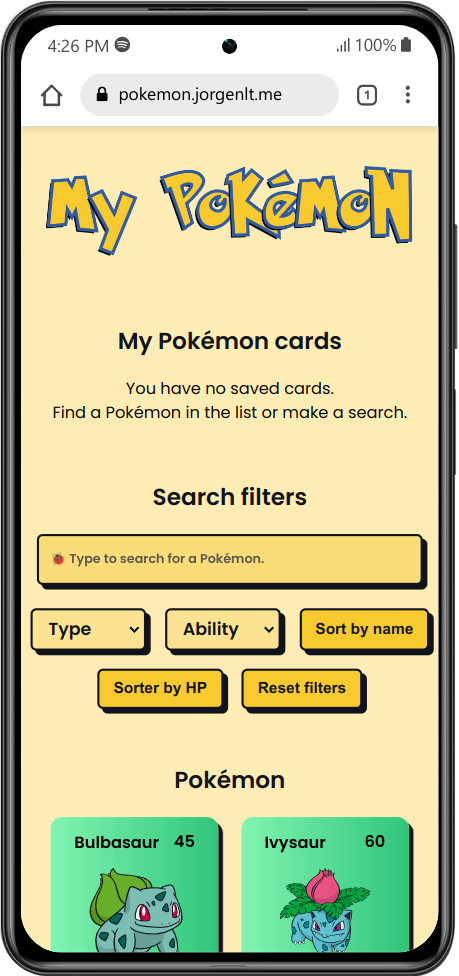 4:26 PM 100%
pokemon.jorgenlt.me 1
My POKéMON
My Pokémon cards
You have no saved cards.
Find a Pokémon in the list or make a search.
Search filters
Type to search for a Pokémon.
Type Ability Sort by name
Sorter by HP Reset filters
Pokémon
Bulbasaur 45 Ivysaur 60